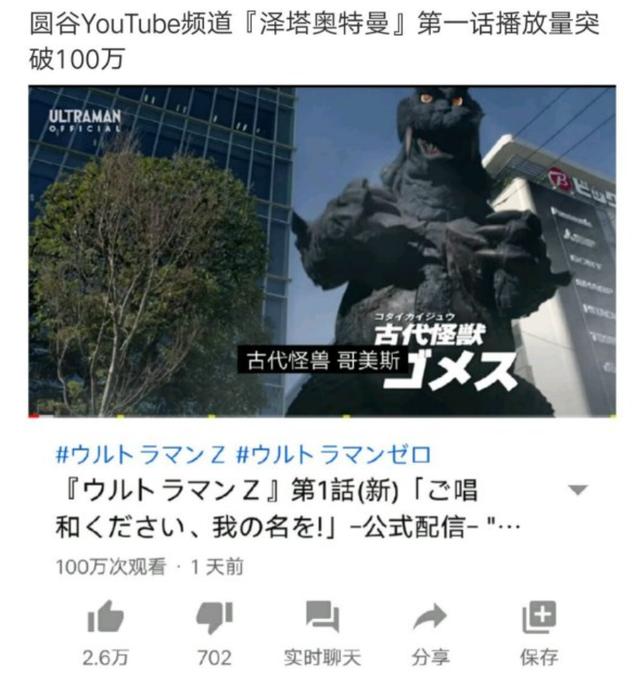 圆谷YouTube频道『泽塔奥特曼』第一话播放量突
破100万
ULTRAMAN
OFFICIAL
ビック
Panasonic
SONY
コダイカイジュウ
古代怪獣
古代怪兽 哥美斯
ゴメス
#ウルトラマンZ #ウルトラマンゼロ
『ウルトラマンZ』第1話(新)「ご唱
和ください、我の名を!」-公式配信- "…
100万次观看 · 1天前
2.6万
702
实时聊天
分享
保存